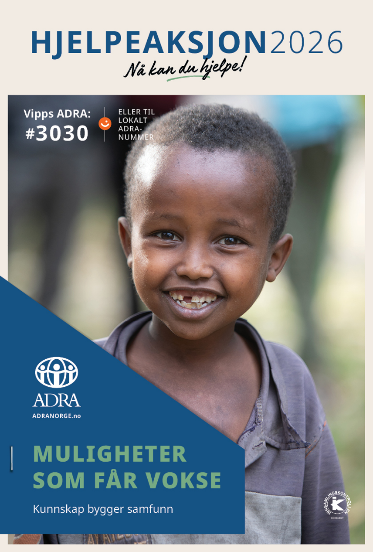 HJELPEAKSJON2026
Nå kan du hjelpe!
Vipps ADRA:
#3030
ELLER TIL
LOKALT
ADRA-
NUMMER
ADRA
ADRANORGE.no
MULIGHETER
SOM FÅR VOKSE
Kunnskap bygger samfunn